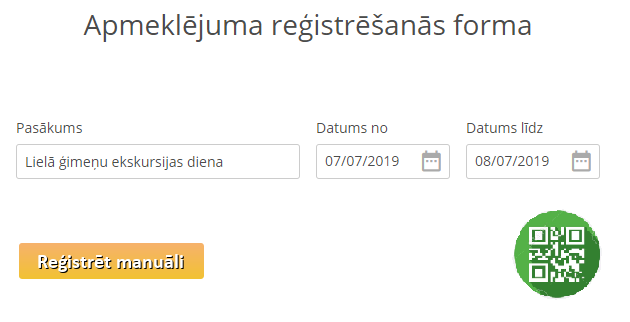 Apmeklējuma reģistrēšanās forma
Pasākums
Datums no
Datums līdz
Lielā ģimeņu ekskursijas diena
07/07/2019
08/07/2019
Reģistrēt manuāli